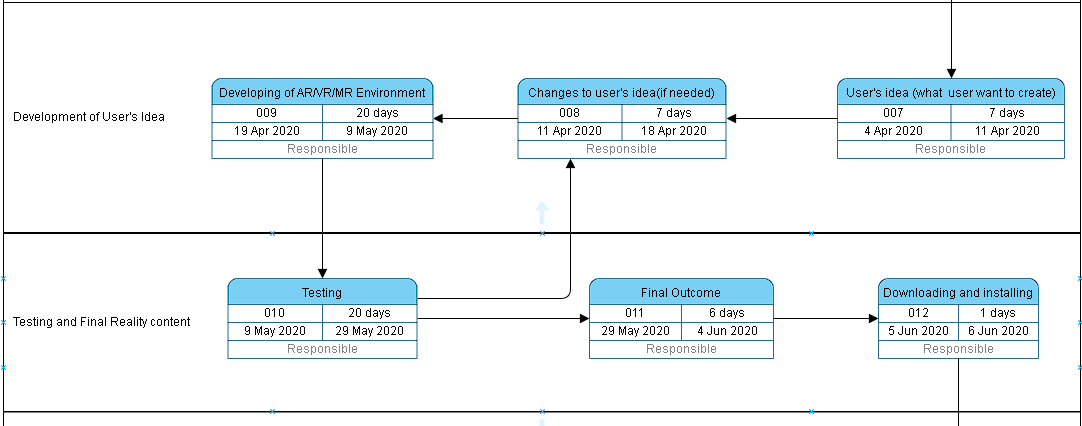 Development of User's Idea
Developing of AR/VR/MR Environment
009 20 days
19 Apr 2020 9 May 2020
Responsible
Changes to user's idea(if needed)
008 7 days
11 Apr 2020 18 Apr 2020
Responsible
User's idea (what user want to create)
007 7 days
4 Apr 2020 11 Apr 2020
Responsible
Testing and Final Reality content
Testing
010 20 days
9 May 2020 29 May 2020
Responsible
Final Outcome
011 6 days
29 May 2020 4 Jun 2020
Responsible
Downloading and installing
012 1 days
5 Jun 2020 6 Jun 2020
Responsible